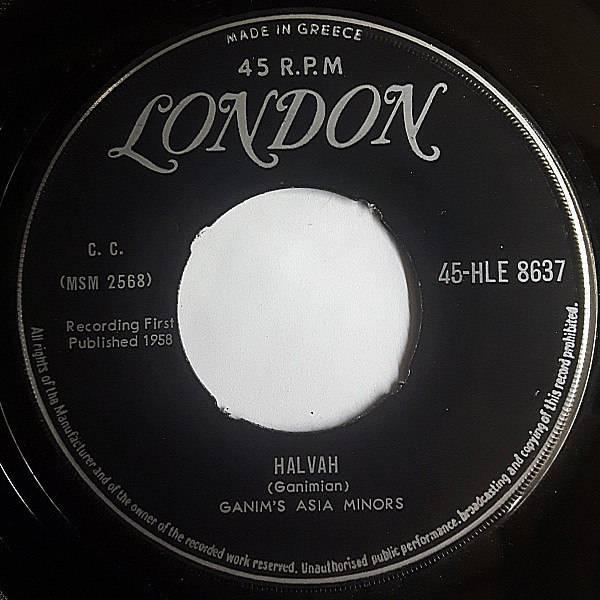 MADE IN GREECE
45 R.P.M
LONDON
C. C.
(MSM 2568)
45-HLE 8637
Recording First
Published 1958
HALVAH
(Ganimian)
GANIM'S ASIA MINORS
All rights of the Manufacturer and of the owner of the recorded work reserved. Unauthorised public performance, broadcasting and copying of this record prohibited.